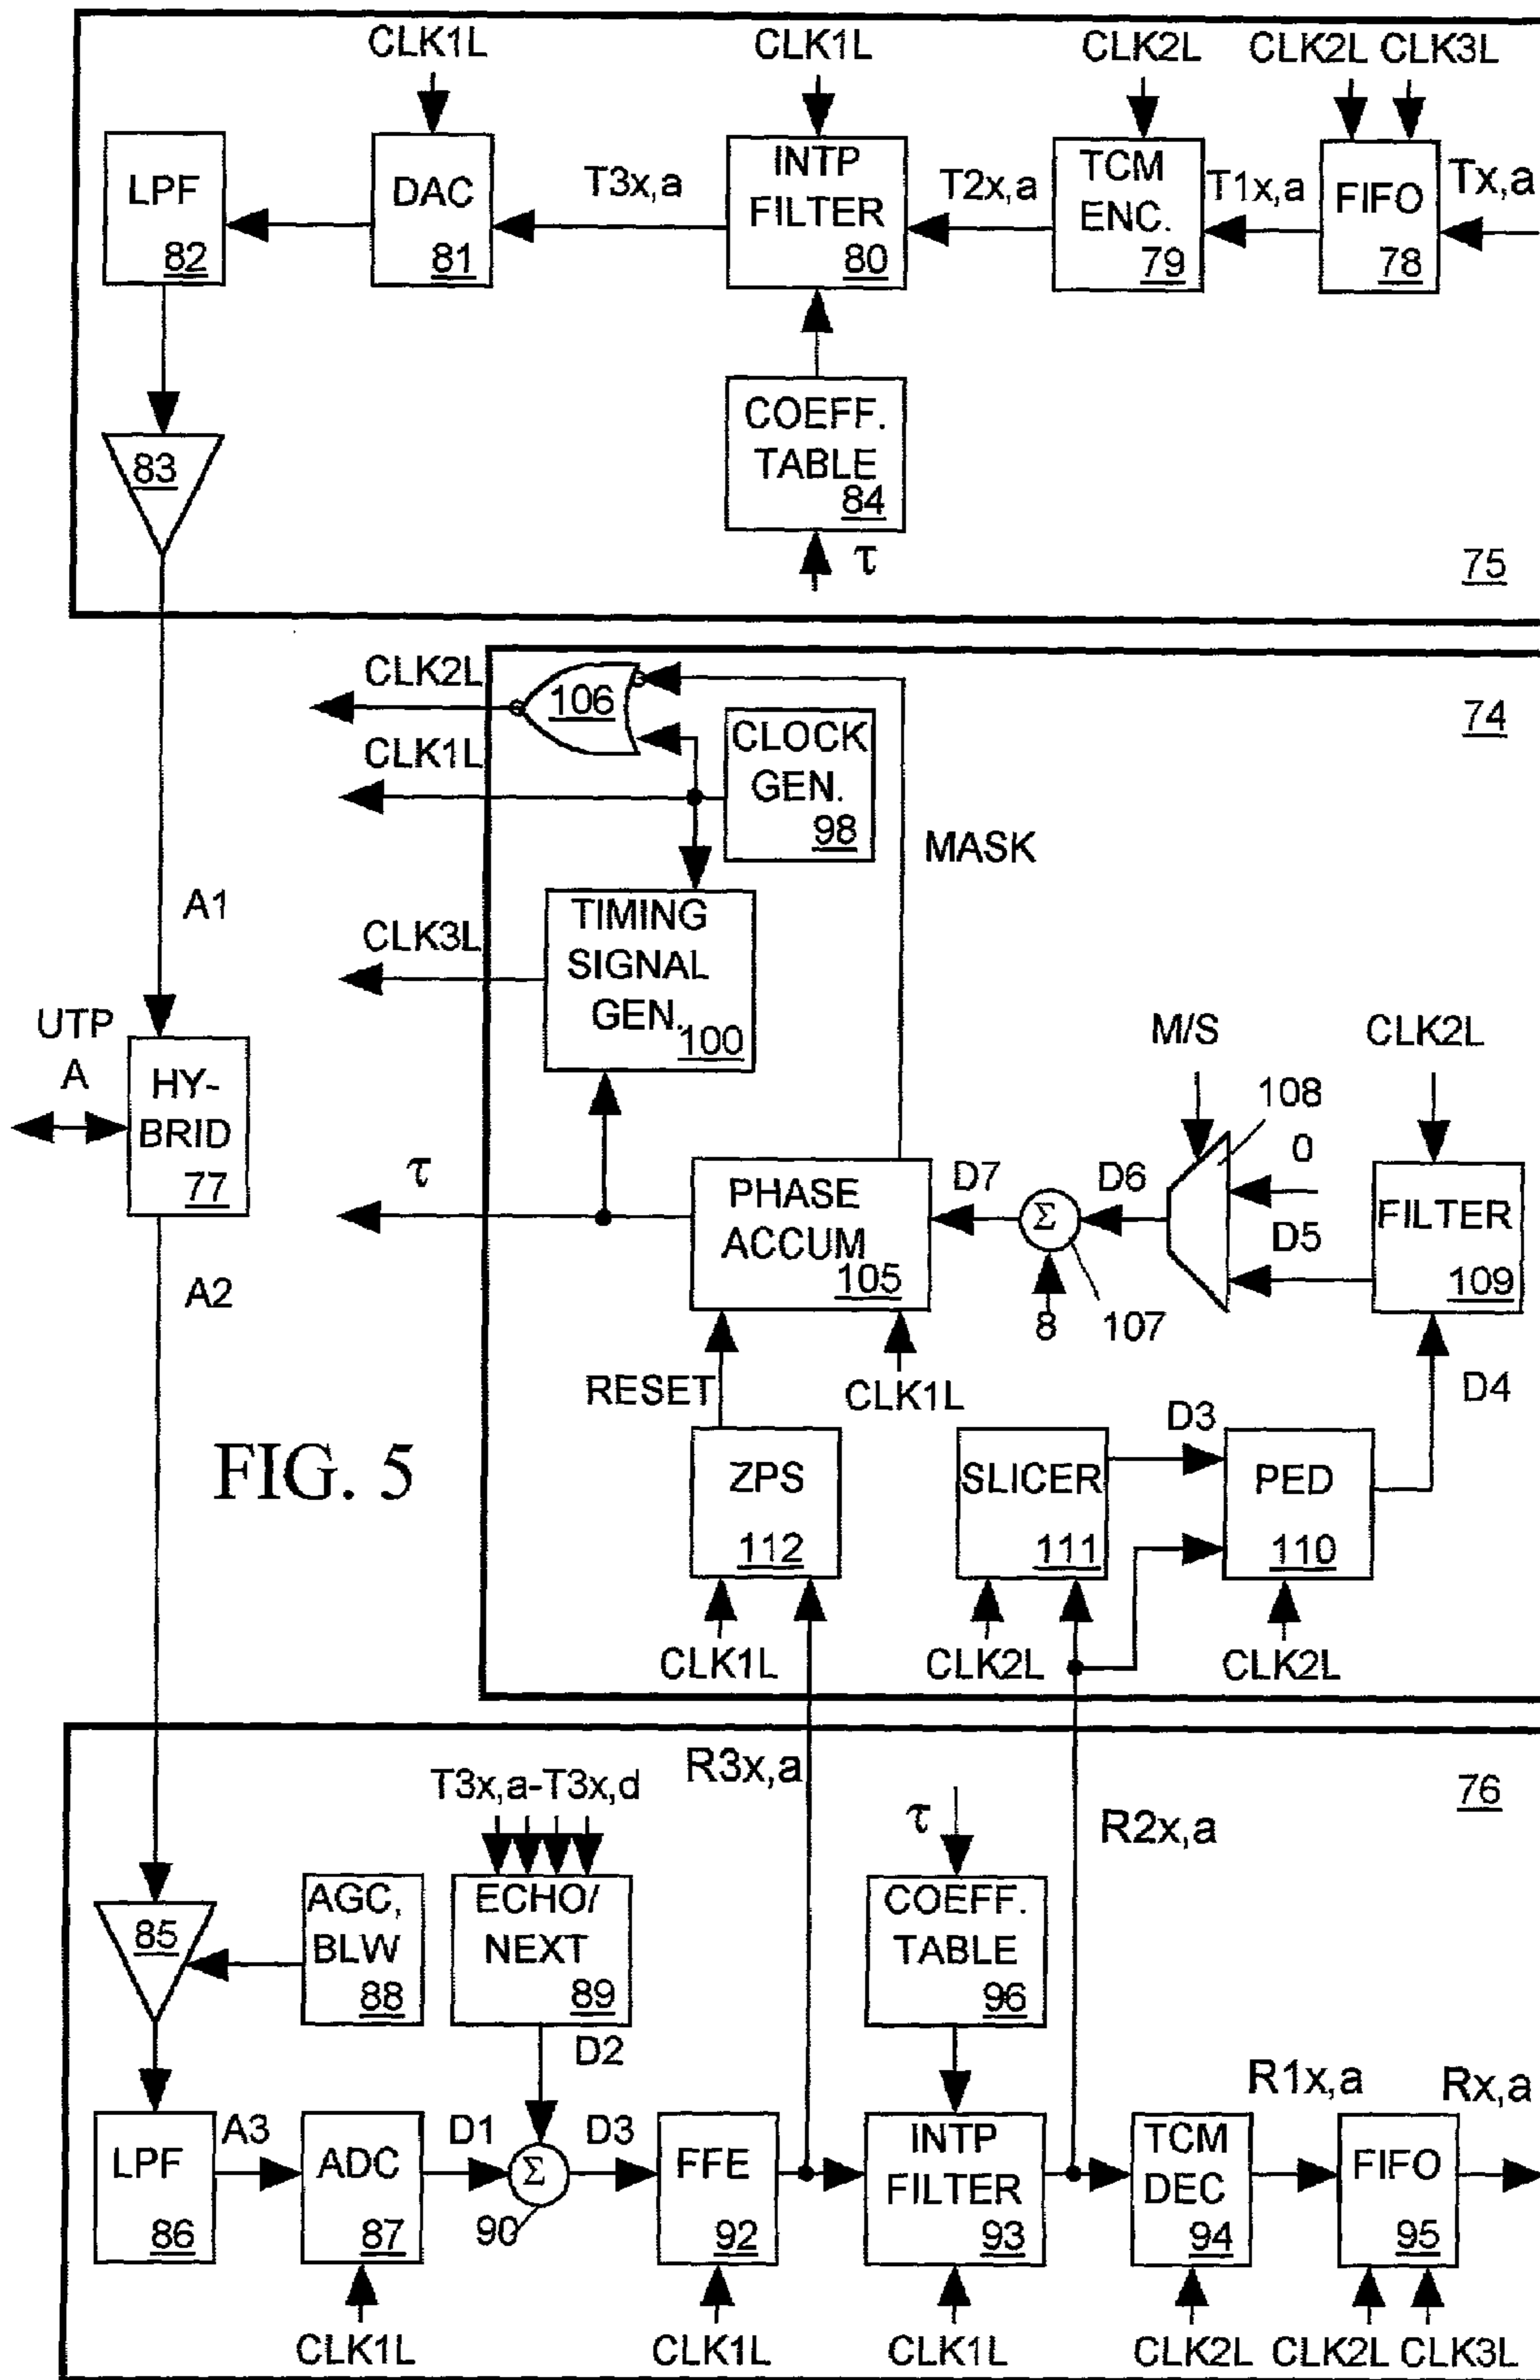 CLK1L
CLK1L
CLK2L
CLK2L
CLK3L
LPF
82
DAC
81
T3x,a
INTP
FILTER
80
T2x,a
TCM
ENC.
79
T1x,a
FIFO
78
Tx,a
83
COEFF.
TABLE
84
τ
75
CLK2L
106
CLOCK
GEN.
98
74
CLK1L
MASK
A1
CLK3L
TIMING
SIGNAL
GEN.
100
UTP
A
HY-
BRID
77
M/S
CLK2L
108
0
τ
PHASE
ACCUM
105
D7
Σ
D6
D5
FILTER
109
8
107
A2
RESET
CLK1L
D4
FIG. 5
ZPS
112
SLICER
111
D3
PED
110
CLK1L
CLK2L
CLK2L
T3x,a-T3x,d
R3x,a
τ
R2x,a
76
85
AGC,
BLW
88
ECHO/
NEXT
89
COEFF.
TABLE
96
D2
R1x,a
Rx,a
LPF
86
A3
ADC
87
D1
Σ
90
D3
FFE
92
INTP
FILTER
93
TCM
DEC
94
FIFO
95
CLK1L
CLK1L
CLK1L
CLK2L
CLK2L
CLK3L